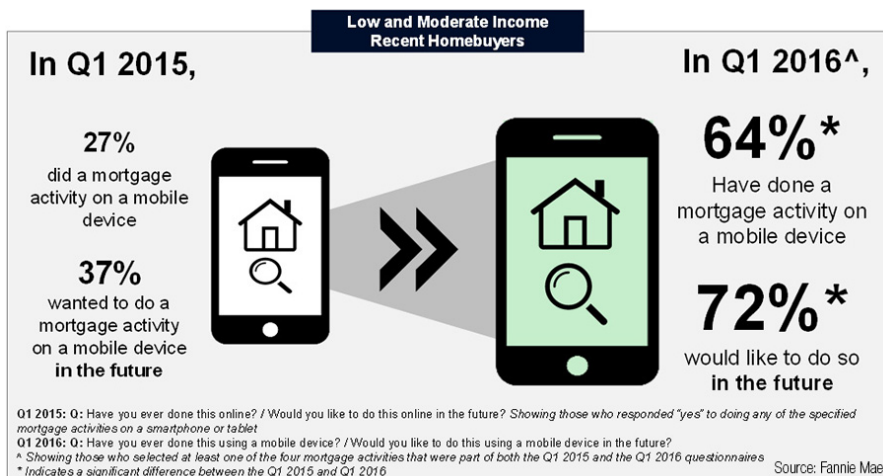 Low and Moderate Income
Recent Homebuyers
In Q1 2015,
27%
did a mortgage
activity on a mobile
device
37%
wanted to do a
mortgage activity
on a mobile device
in the future
In Q1 2016^,
64%*
Have done a
mortgage activity on
a mobile device
72%*
would like to do so
in the future
Q1 2015: Q: Have you ever done this online? / Would you like to do this online in the future? Showing those who responded "yes" to doing any of the specified
mortgage activities on a smartphone or tablet
Q1 2016: Q: Have you ever done this using a mobile device? / Would you like to do this using a mobile device in the future?
^ Showing those who selected at least one of the four mortgage activities that were part of both the Q1 2015 and the Q1 2016 questionnaires
* Indicates a significant difference between the Q1 2015 and Q1 2016
Source: Fannie Mae